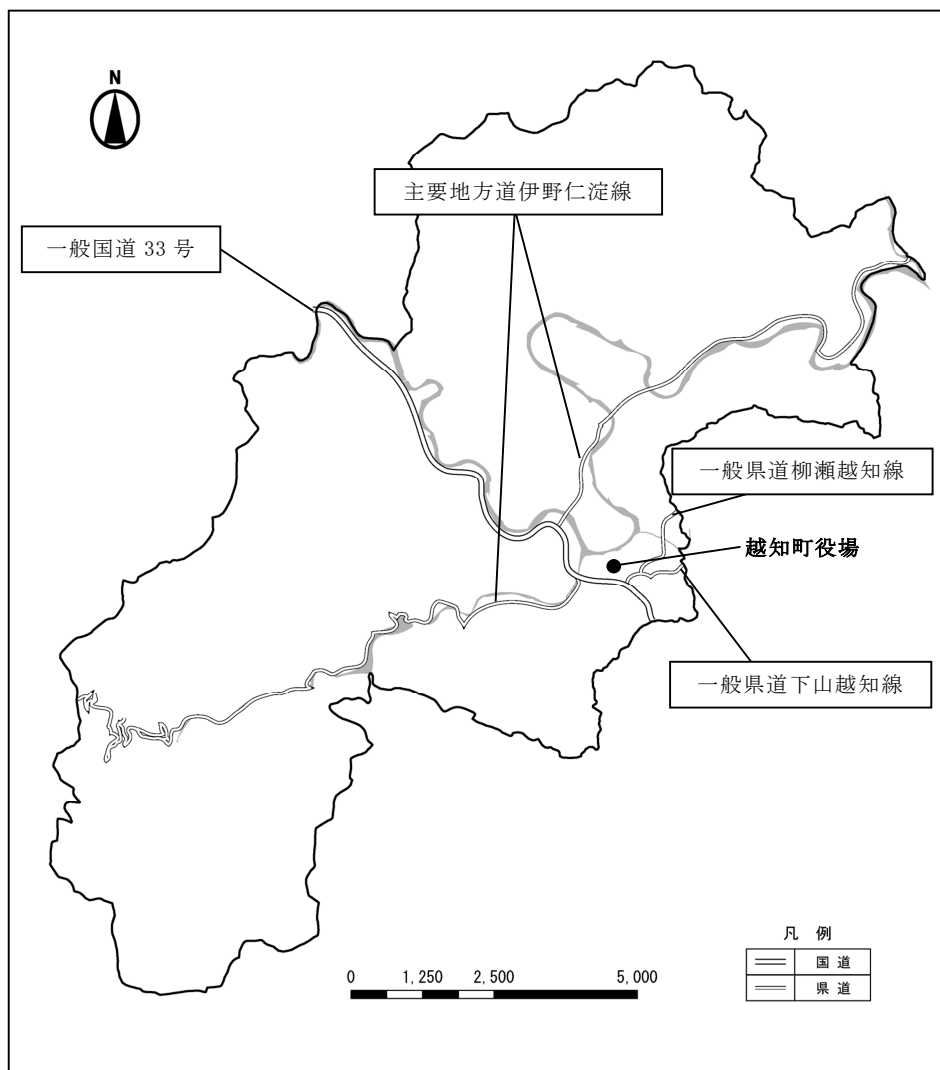 N
主要地方道伊野仁淀線
一般国道 33 号
一般県道柳瀬越知線
越知町役場
一般県道下山越知線
凡 例
国 道
県 道
0 1,250 2,500 5,000